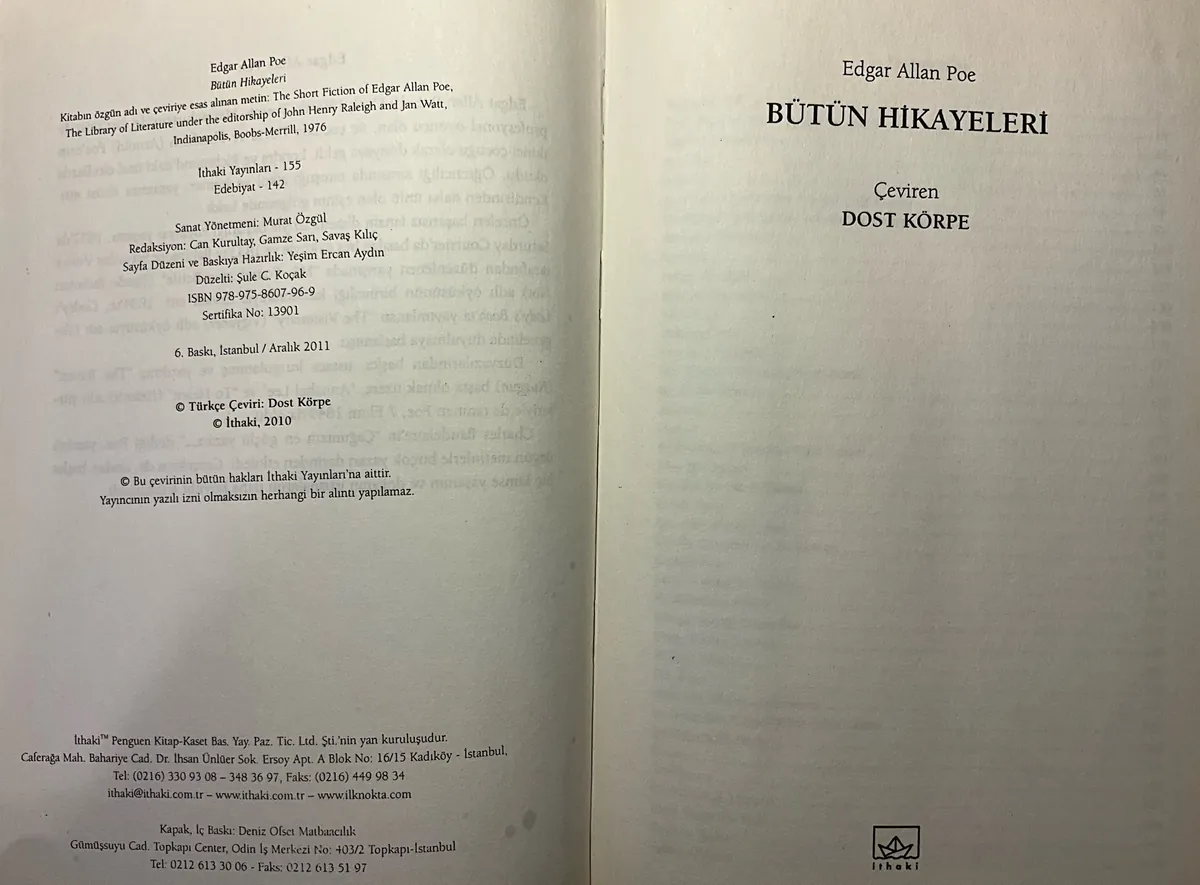 Edgar Allan Poe
Bütün Hikayeleri
Kitabın özgün adı ve çeviriye esas alınan metin: The Short Fiction of Edgar Allan Poe,
The Library of Literature under the editorship of John Henry Raleigh and Jan Watt,
Indianapolis, Boobs-Merrill, 1976
İthaki Yayınları - 155
Edebiyat - 142
Sanat Yönetmeni: Murat Özgül
Redaksiyon: Can Kurultay, Gamze Sarı, Savaş Kılıç
Sayfa Düzeni ve Baskıya Hazırlık: Yeşim Ercan Aydın
Düzelti: Şule C. Koçak
ISBN 978-975-8607-96-9
Sertifika No: 13901
6. Baskı, İstanbul / Aralık 2011
© Türkçe Çeviri: Dost Körpe
© İthaki, 2010
© Bu çevirinin bütün hakları İthaki Yayınları'na aittir.
Yayıncının yazılı izni olmaksızın herhangi bir alıntı yapılamaz.
İthaki™ Penguen Kitap-Kaset Bas. Yay. Paz. Tic. Ltd. Şti.'nin yan kuruluşudur.
Caferağa Mah. Bahariye Cad. Dr. İhsan Ünlüer Sok. Ersoy Apt. A Blok No: 16/15 Kadıköy - İstanbul,
Tel: (0216) 330 93 08 – 348 36 97, Faks: (0216) 449 98 34
ithaki@ithaki.com.tr – www.ithaki.com.tr – www.ilknokta.com
Kapak, İç Baskı: Deniz Ofset Matbaacılık
Gümüşsuyu Cad. Topkapı Center, Odin İş Merkezi No: 403/2 Topkapı-İstanbul
Tel: 0212 613 30 06 - Faks: 0212 613 51 97
Edgar Allan Poe
BÜTÜN HİKAYELERİ
Çeviren
DOST KÖRPE
ithaki